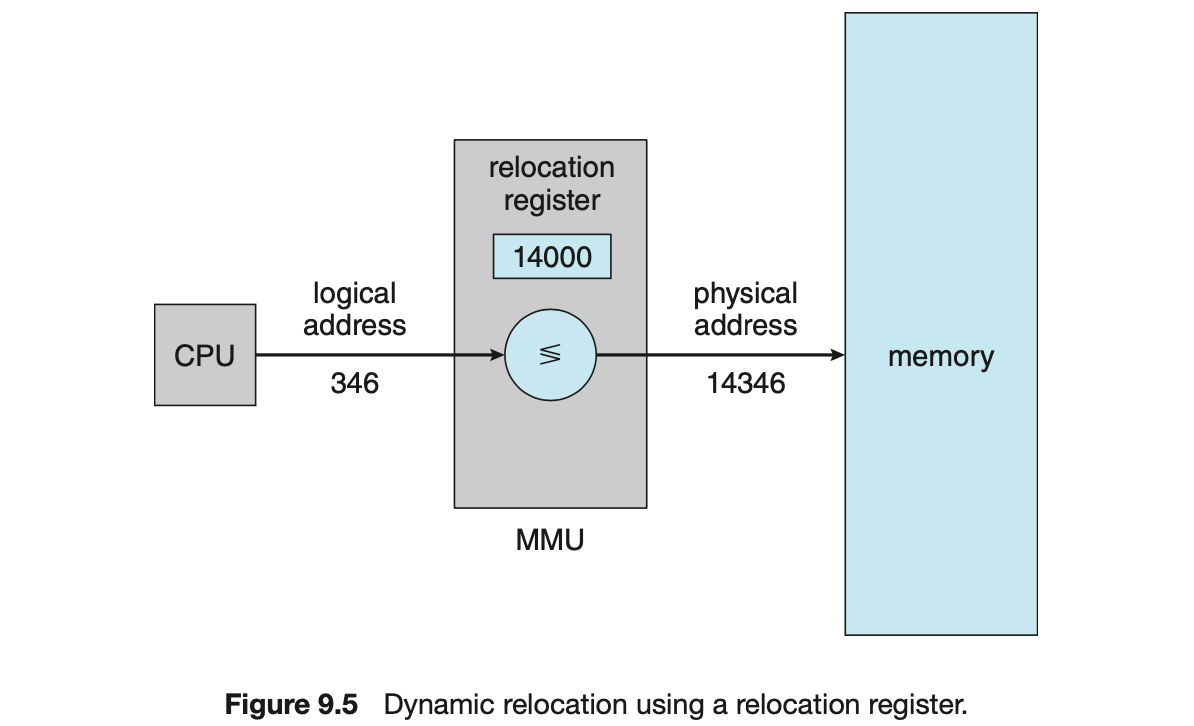 relocation
register
14000
logical
address
physical
address
CPU
≶
memory
346
14346
MMU
Figure 9.5 Dynamic relocation using a relocation register.